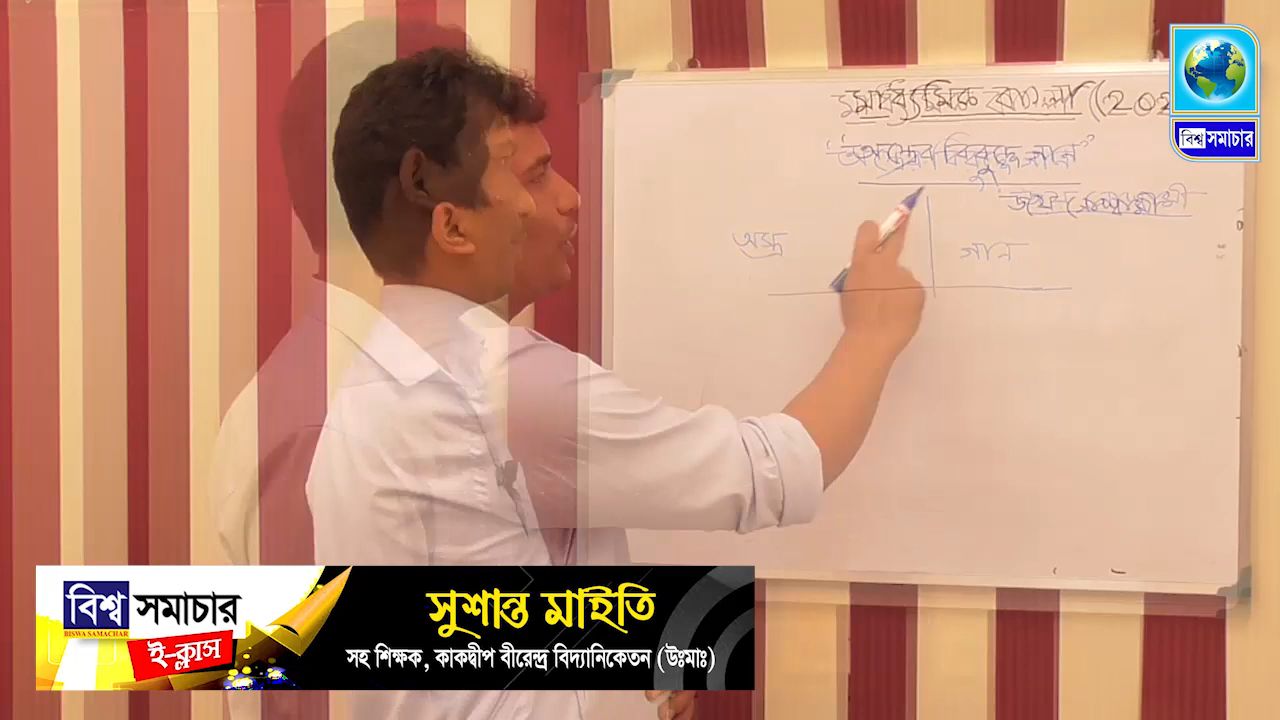 মাধ্যমিক বাংলা (202
"অস্ত্রের বিরুদ্ধে গান"
জয় গোস্বামী
অস্ত্র
গান
বিশ্ব সমাচার
বিশ্ব সমাচার
BISWA SAMACHAR
ই-ক্লাস
সুশান্ত মাইতি
সহ শিক্ষক, কাকদ্বীপ বীরেন্দ্র বিদ্যানিকেতন (উঃমাঃ)